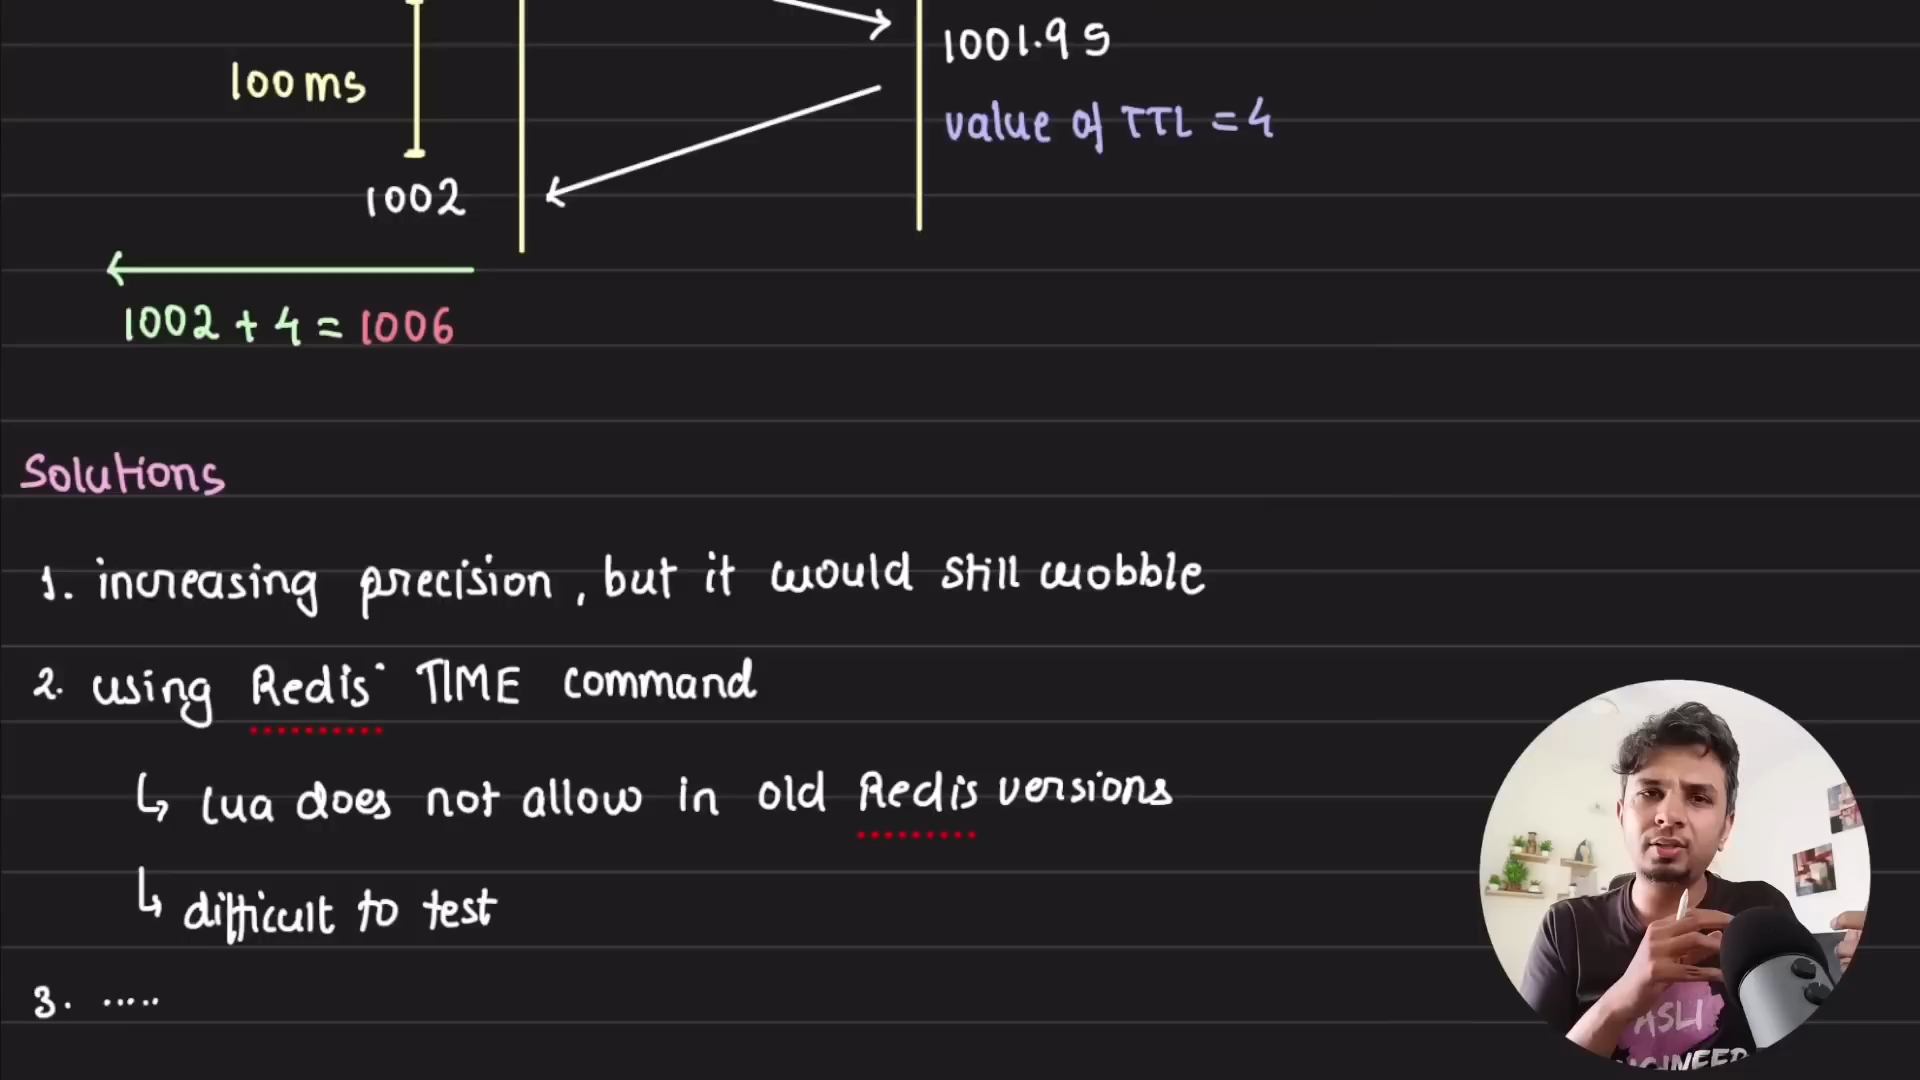 1001.9 s
100 ms
value of TTL = 4
1002
1002 + 4 = 1006
Solutions
1. increasing precision, but it would still wobble
2. using Redis' TIME command
↳ lua does not allow in old Redis versions
↳ difficult to test
3. .....
ASLI
ENGINEER